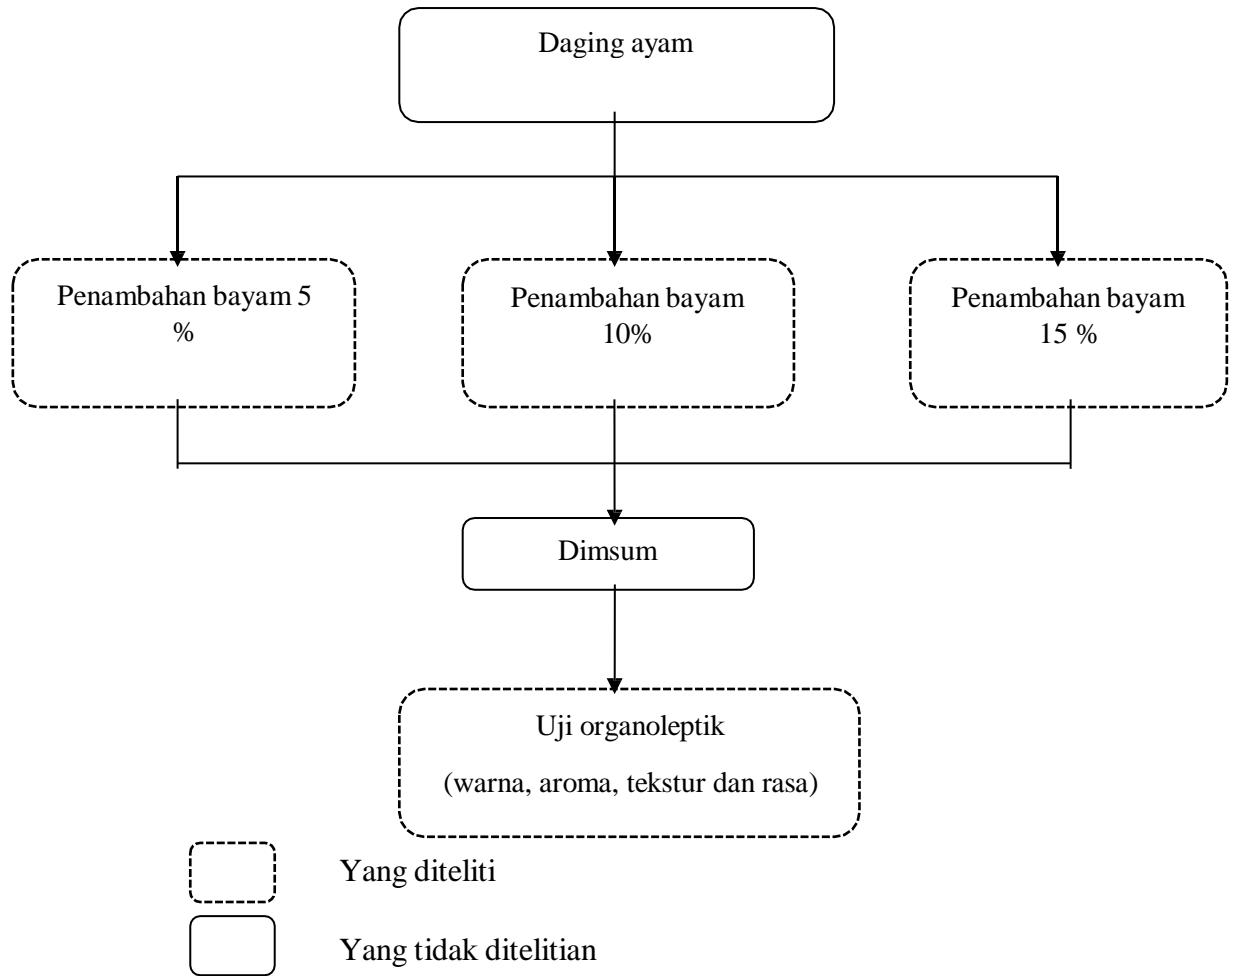 Daging ayam
Penambahan bayam 5
%
Penambahan bayam
10%
Penambahan bayam
15 %
Dimsum
Uji organoleptik
(warna, aroma, tekstur dan rasa)
Yang diteliti
Yang tidak ditelitian